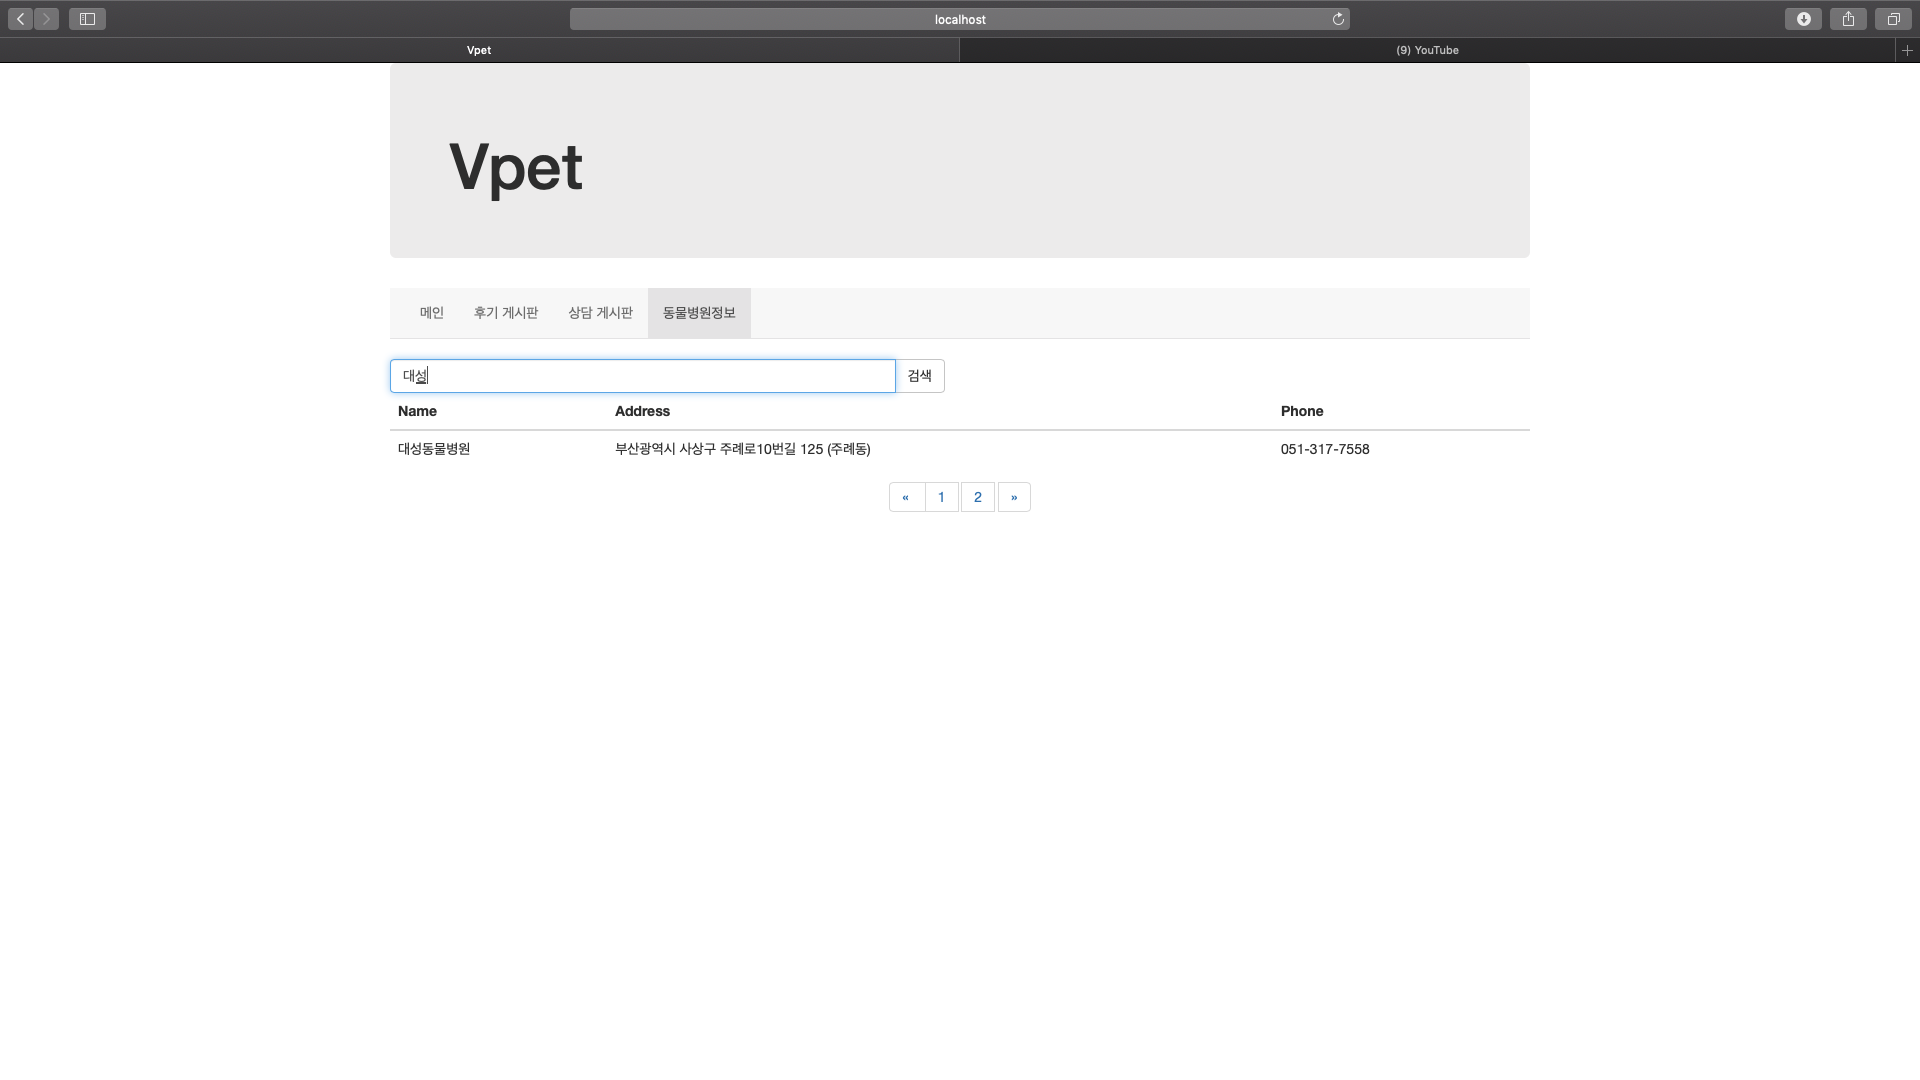 localhost
Vpet
(9) YouTube
Vpet
메인 후기 게시판 상담 게시판 동물병원정보
대성 검색
Name Address Phone
대성동물병원 부산광역시 사상구 주례로10번길 125 (주례동) 051-317-7558
« 1 2 »